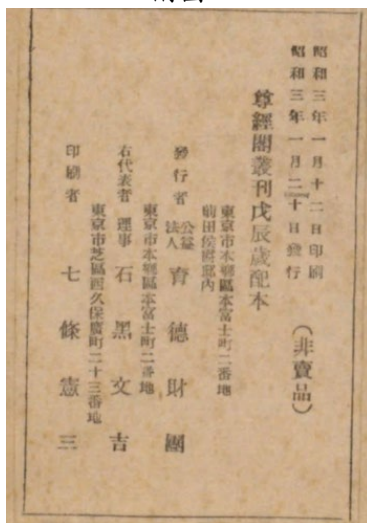 昭和三年一月十二日印刷
昭和三年一月二十日發行
(非賣品)
尊經閣叢刊戊辰歲配本
東京市本鄉區本富士町二番地
前田侯爵邸內
發行者 公益法人 育德財團
東京市本鄉區本富士町二番地
右代表者 理事 石黑文吉
東京市芝區西久保廣町二十三番地
印刷者 七條憲三